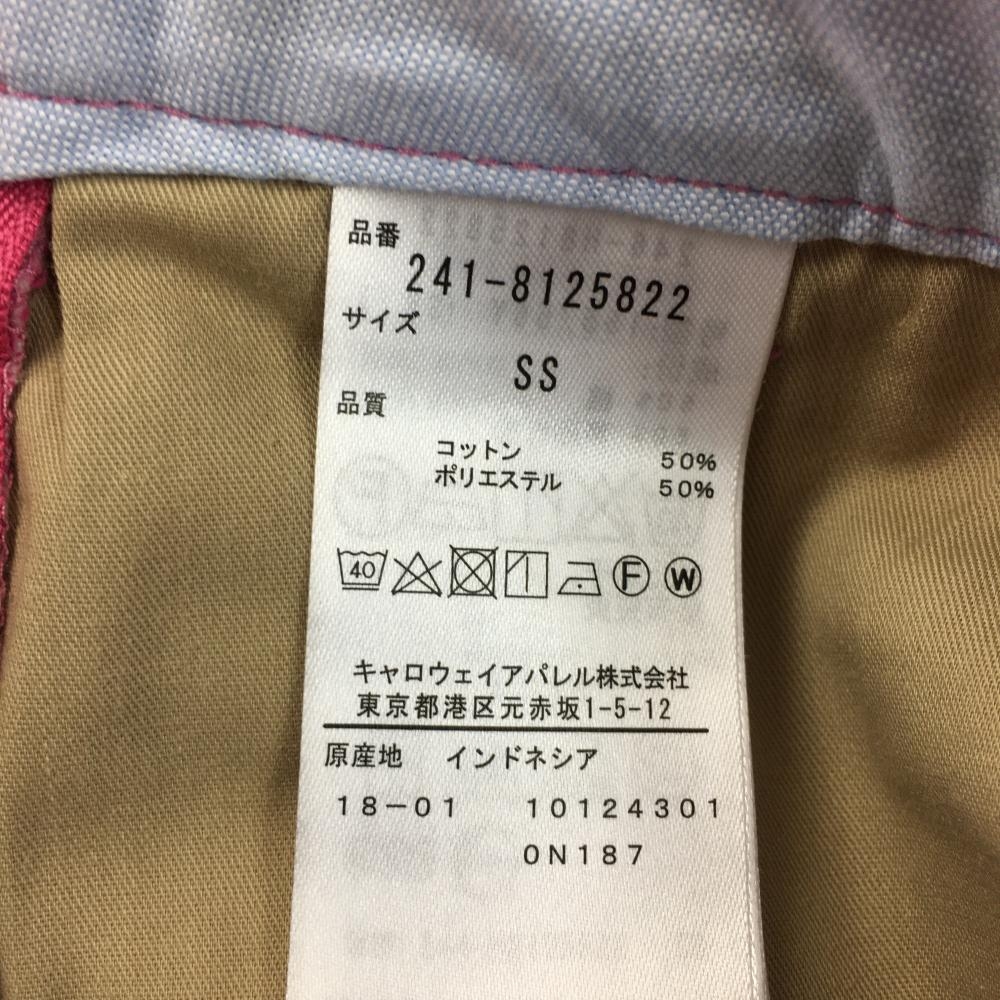 品番
241-8125822
サイズ
SS
品質
コットン 50%
ポリエステル 50%
40 F W
キャロウェイアパレル株式会社
東京都港区元赤坂1-5-12
原産地 インドネシア
18-01 10124301
0N187